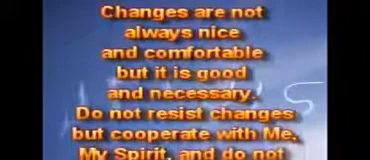 Changes are not
always nice
and comfortable
but it is good
and necessary.
Do not resist changes
but cooperate with Me,
My Spirit, and do not